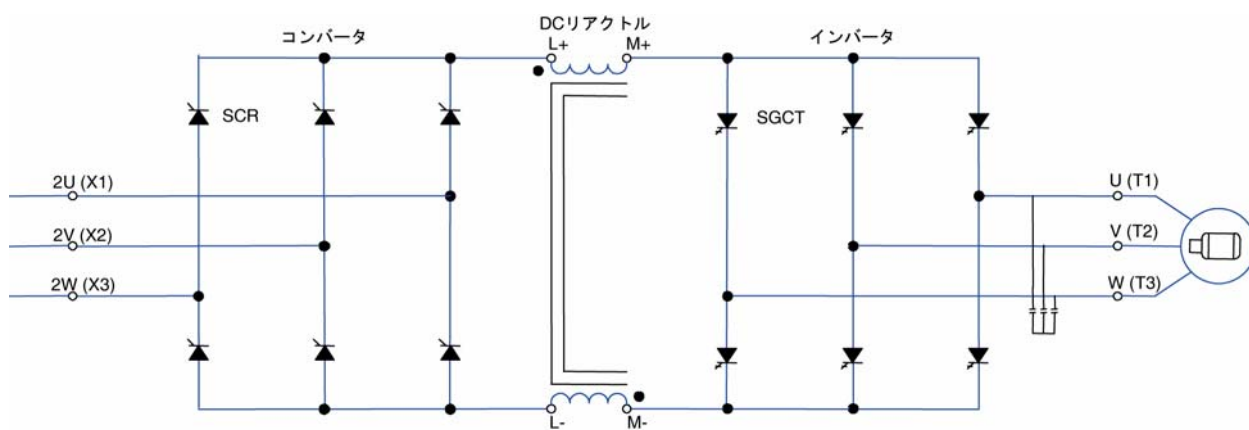 DCリアクトル
コンバータ
L+
M+
インバータ
SCR
SGCT
2U (X1)
U (T1)
2V (X2)
V (T2)
2W (X3)
W (T3)
L-
M-